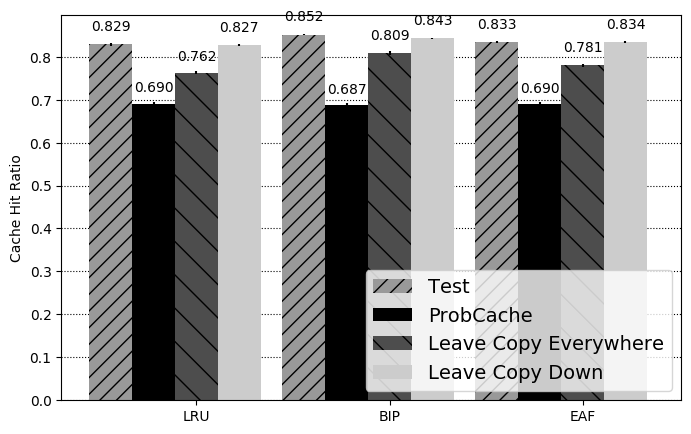 0.829
0.690
0.762
0.827
0.852
0.687
0.809
0.843
0.833
0.690
0.781
0.834
Cache Hit Ratio
0.8
0.7
0.6
0.5
0.4
0.3
0.2
0.1
0.0
Test
ProbCache
Leave Copy Everywhere
Leave Copy Down
LRU
BIP
EAF